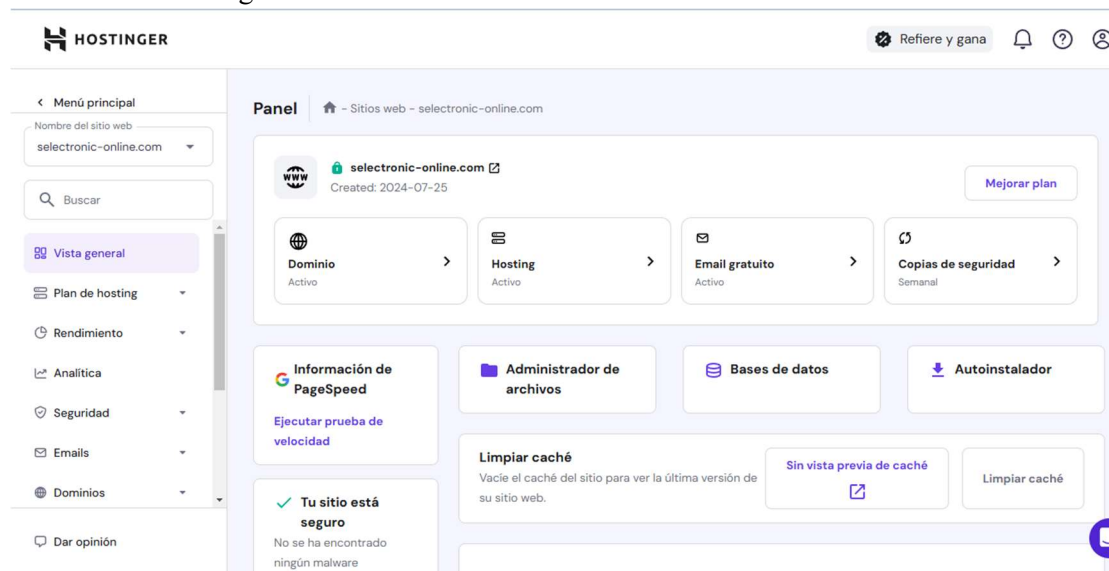 HOSTINGER
Refiere y gana
Menú principal
Nombre del sitio web
selectronic-online.com
Buscar
Vista general
Plan de hosting
Rendimiento
Analítica
Seguridad
Emails
Dominios
Dar opinión
Panel - Sitios web - selectronic-online.com
www
selectronic-online.com
Created: 2024-07-25
Mejorar plan
Dominio
Activo
Hosting
Activo
Email gratuito
Activo
Copias de seguridad
Semanal
Información de
PageSpeed
Ejecutar prueba de
velocidad
Administrador de
archivos
Bases de datos
Autoinstalador
Limpiar caché
Vacíe el caché del sitio para ver la última versión de
su sitio web.
Sin vista previa de caché
Limpiar caché
Tu sitio está
seguro
No se ha encontrado
ningún malware